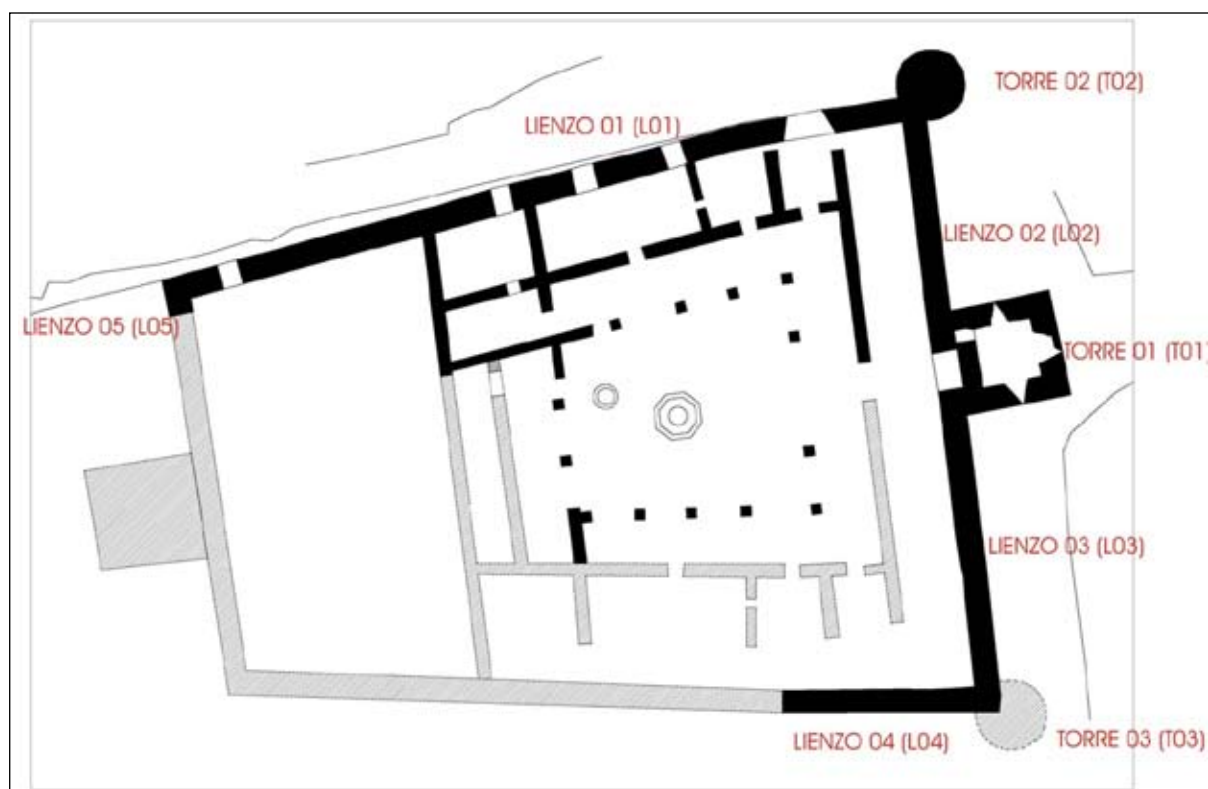 TORRE 02 (T02)
LIENZO 01 (L01)
LIENZO 02 (L02)
LIENZO 05 (L05)
TORRE 01 (T01)
LIENZO 03 (L03)
LIENZO 04 (L04)
TORRE 03 (T03)